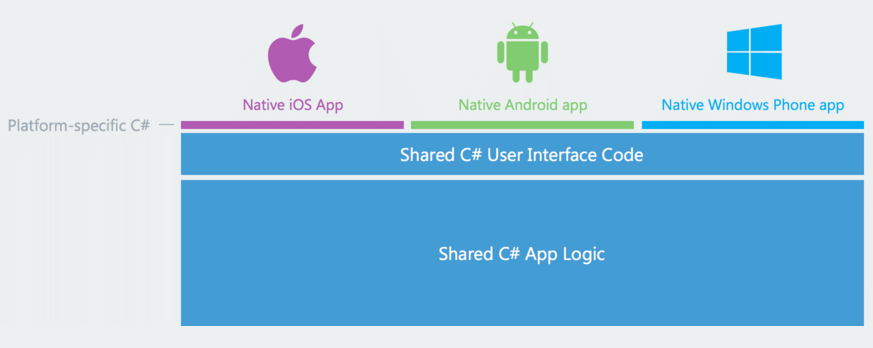 Native iOS App
Native Android app
Native Windows Phone app
Platform-specific C#
Shared C# User Interface Code
Shared C# App Logic